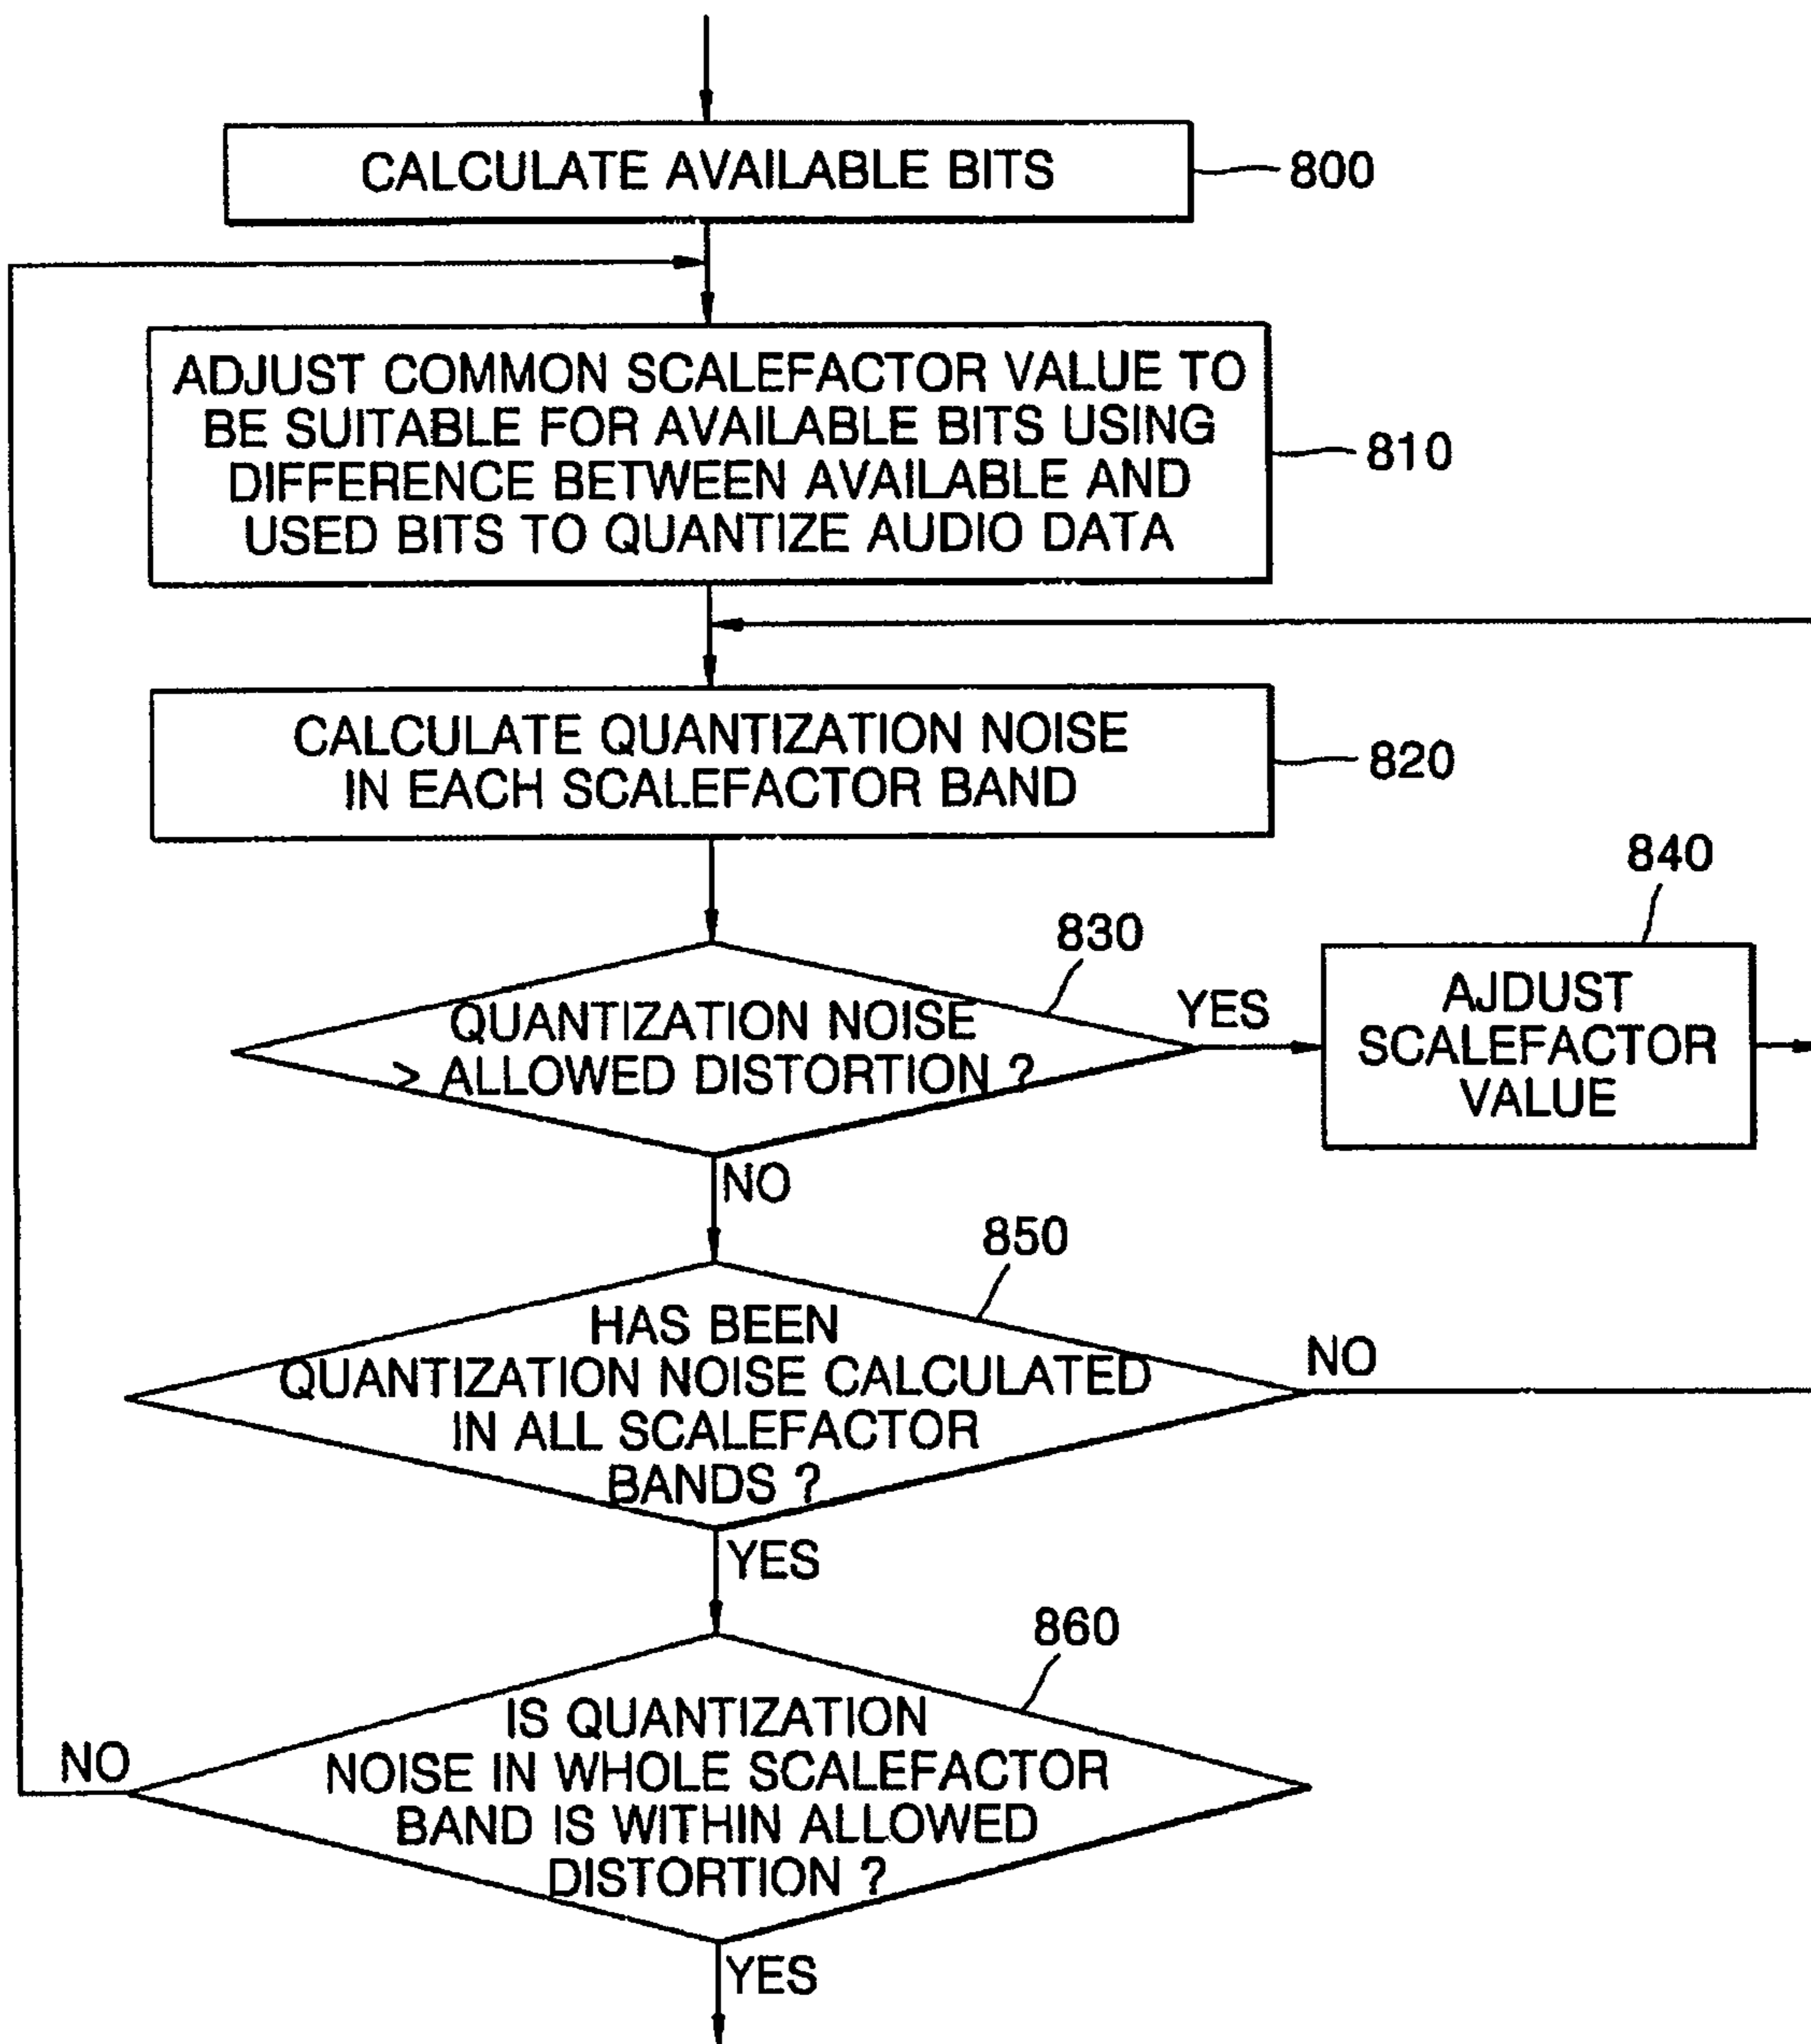 CALCULATE AVAILABLE BITS
800
ADJUST COMMON SCALEFACTOR VALUE TO
BE SUITABLE FOR AVAILABLE BITS USING
DIFFERENCE BETWEEN AVAILABLE AND
USED BITS TO QUANTIZE AUDIO DATA
810
CALCULATE QUANTIZATION NOISE
IN EACH SCALEFACTOR BAND
820
830
QUANTIZATION NOISE
> ALLOWED DISTORTION ?
YES
840
AJDUST
SCALEFACTOR
VALUE
NO
850
HAS BEEN
QUANTIZATION NOISE CALCULATED
IN ALL SCALEFACTOR
BANDS ?
NO
YES
860
IS QUANTIZATION
NOISE IN WHOLE SCALEFACTOR
BAND IS WITHIN ALLOWED
DISTORTION ?
NO
YES